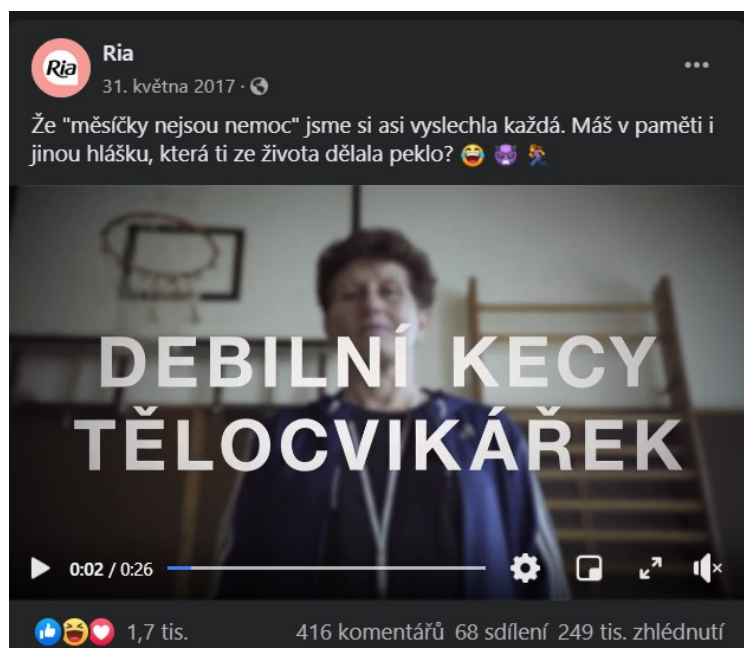 Ria
Ria
31. května 2017 ·
Že "měsíčky nejsou nemoc" jsme si asi vyslechla každá. Máš v paměti i
jinou hlášku, která ti ze života dělala peklo?
DEBILNÍ KECY
TĚLOCVIKÁŘEK
0:02 / 0:26
1,7 tis. 416 komentářů 68 sdílení 249 tis. zhlédnutí